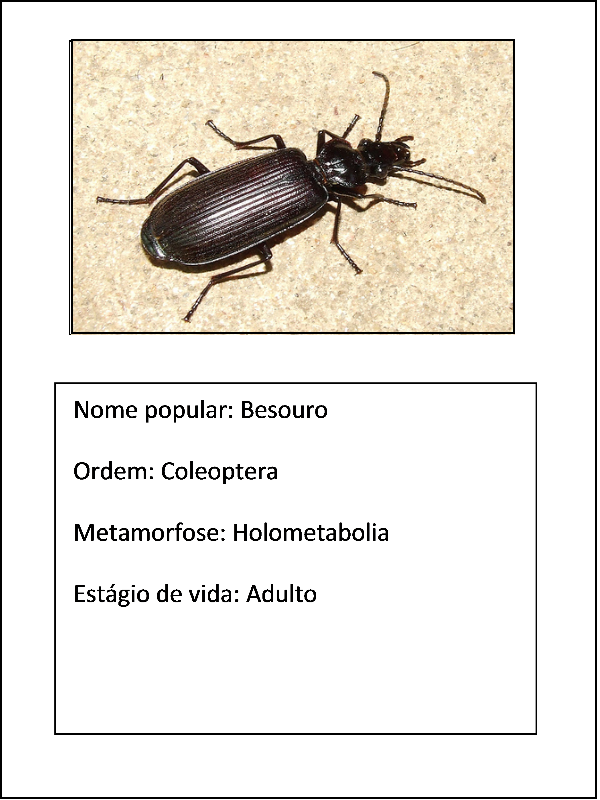 Nome popular: Besouro
Ordem: Coleoptera
Metamorfose: Holometabolia
Estágio de vida: Adulto